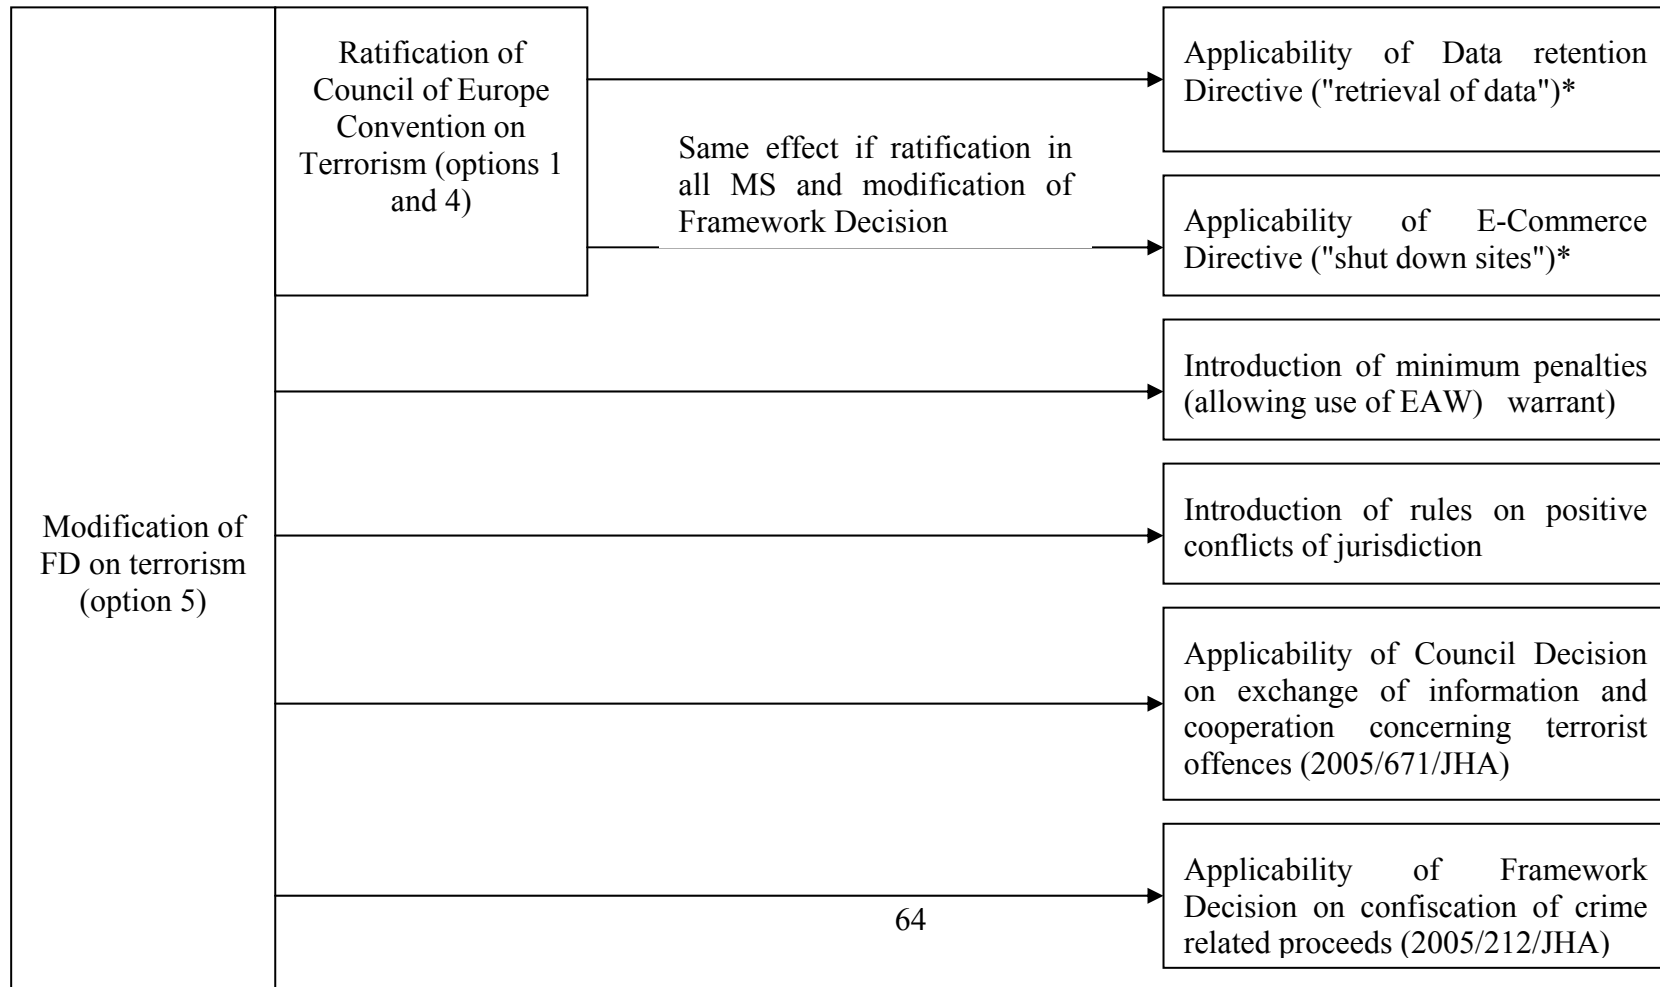 Modification of
FD on terrorism
(option 5)
Ratification of
Council of Europe
Convention on
Terrorism (options 1
and 4)
Same effect if ratification in
all MS and modification of
Framework Decision
Applicability of Data retention
Directive ("retrieval of data")*
Applicability of E-Commerce
Directive ("shut down sites")*
Introduction of minimum penalties
(allowing use of EAW) warrant)
Introduction of rules on positive
conflicts of jurisdiction
Applicability of Council Decision
on exchange of information and
cooperation concerning terrorist
offences (2005/671/JHA)
Applicability of Framework
Decision on confiscation of crime
related proceeds (2005/212/JHA)
64